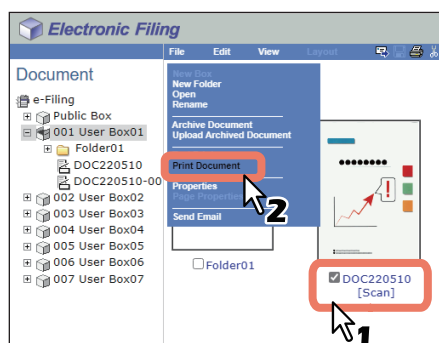 Electronic Filing
File Edit View Layout
Document
e-Filing
Public Box
001 User Box01
Folder01
DOC220510
DOC220510-00
002 User Box02
003 User Box03
004 User Box04
005 User Box05
006 User Box06
007 User Box07
New Box
New Folder
Open
Rename
Archive Document
Upload Archived Document
Print Document
Properties
Page Properties
Send Email
2
Folder01
!
DOC220510
[Scan]
1